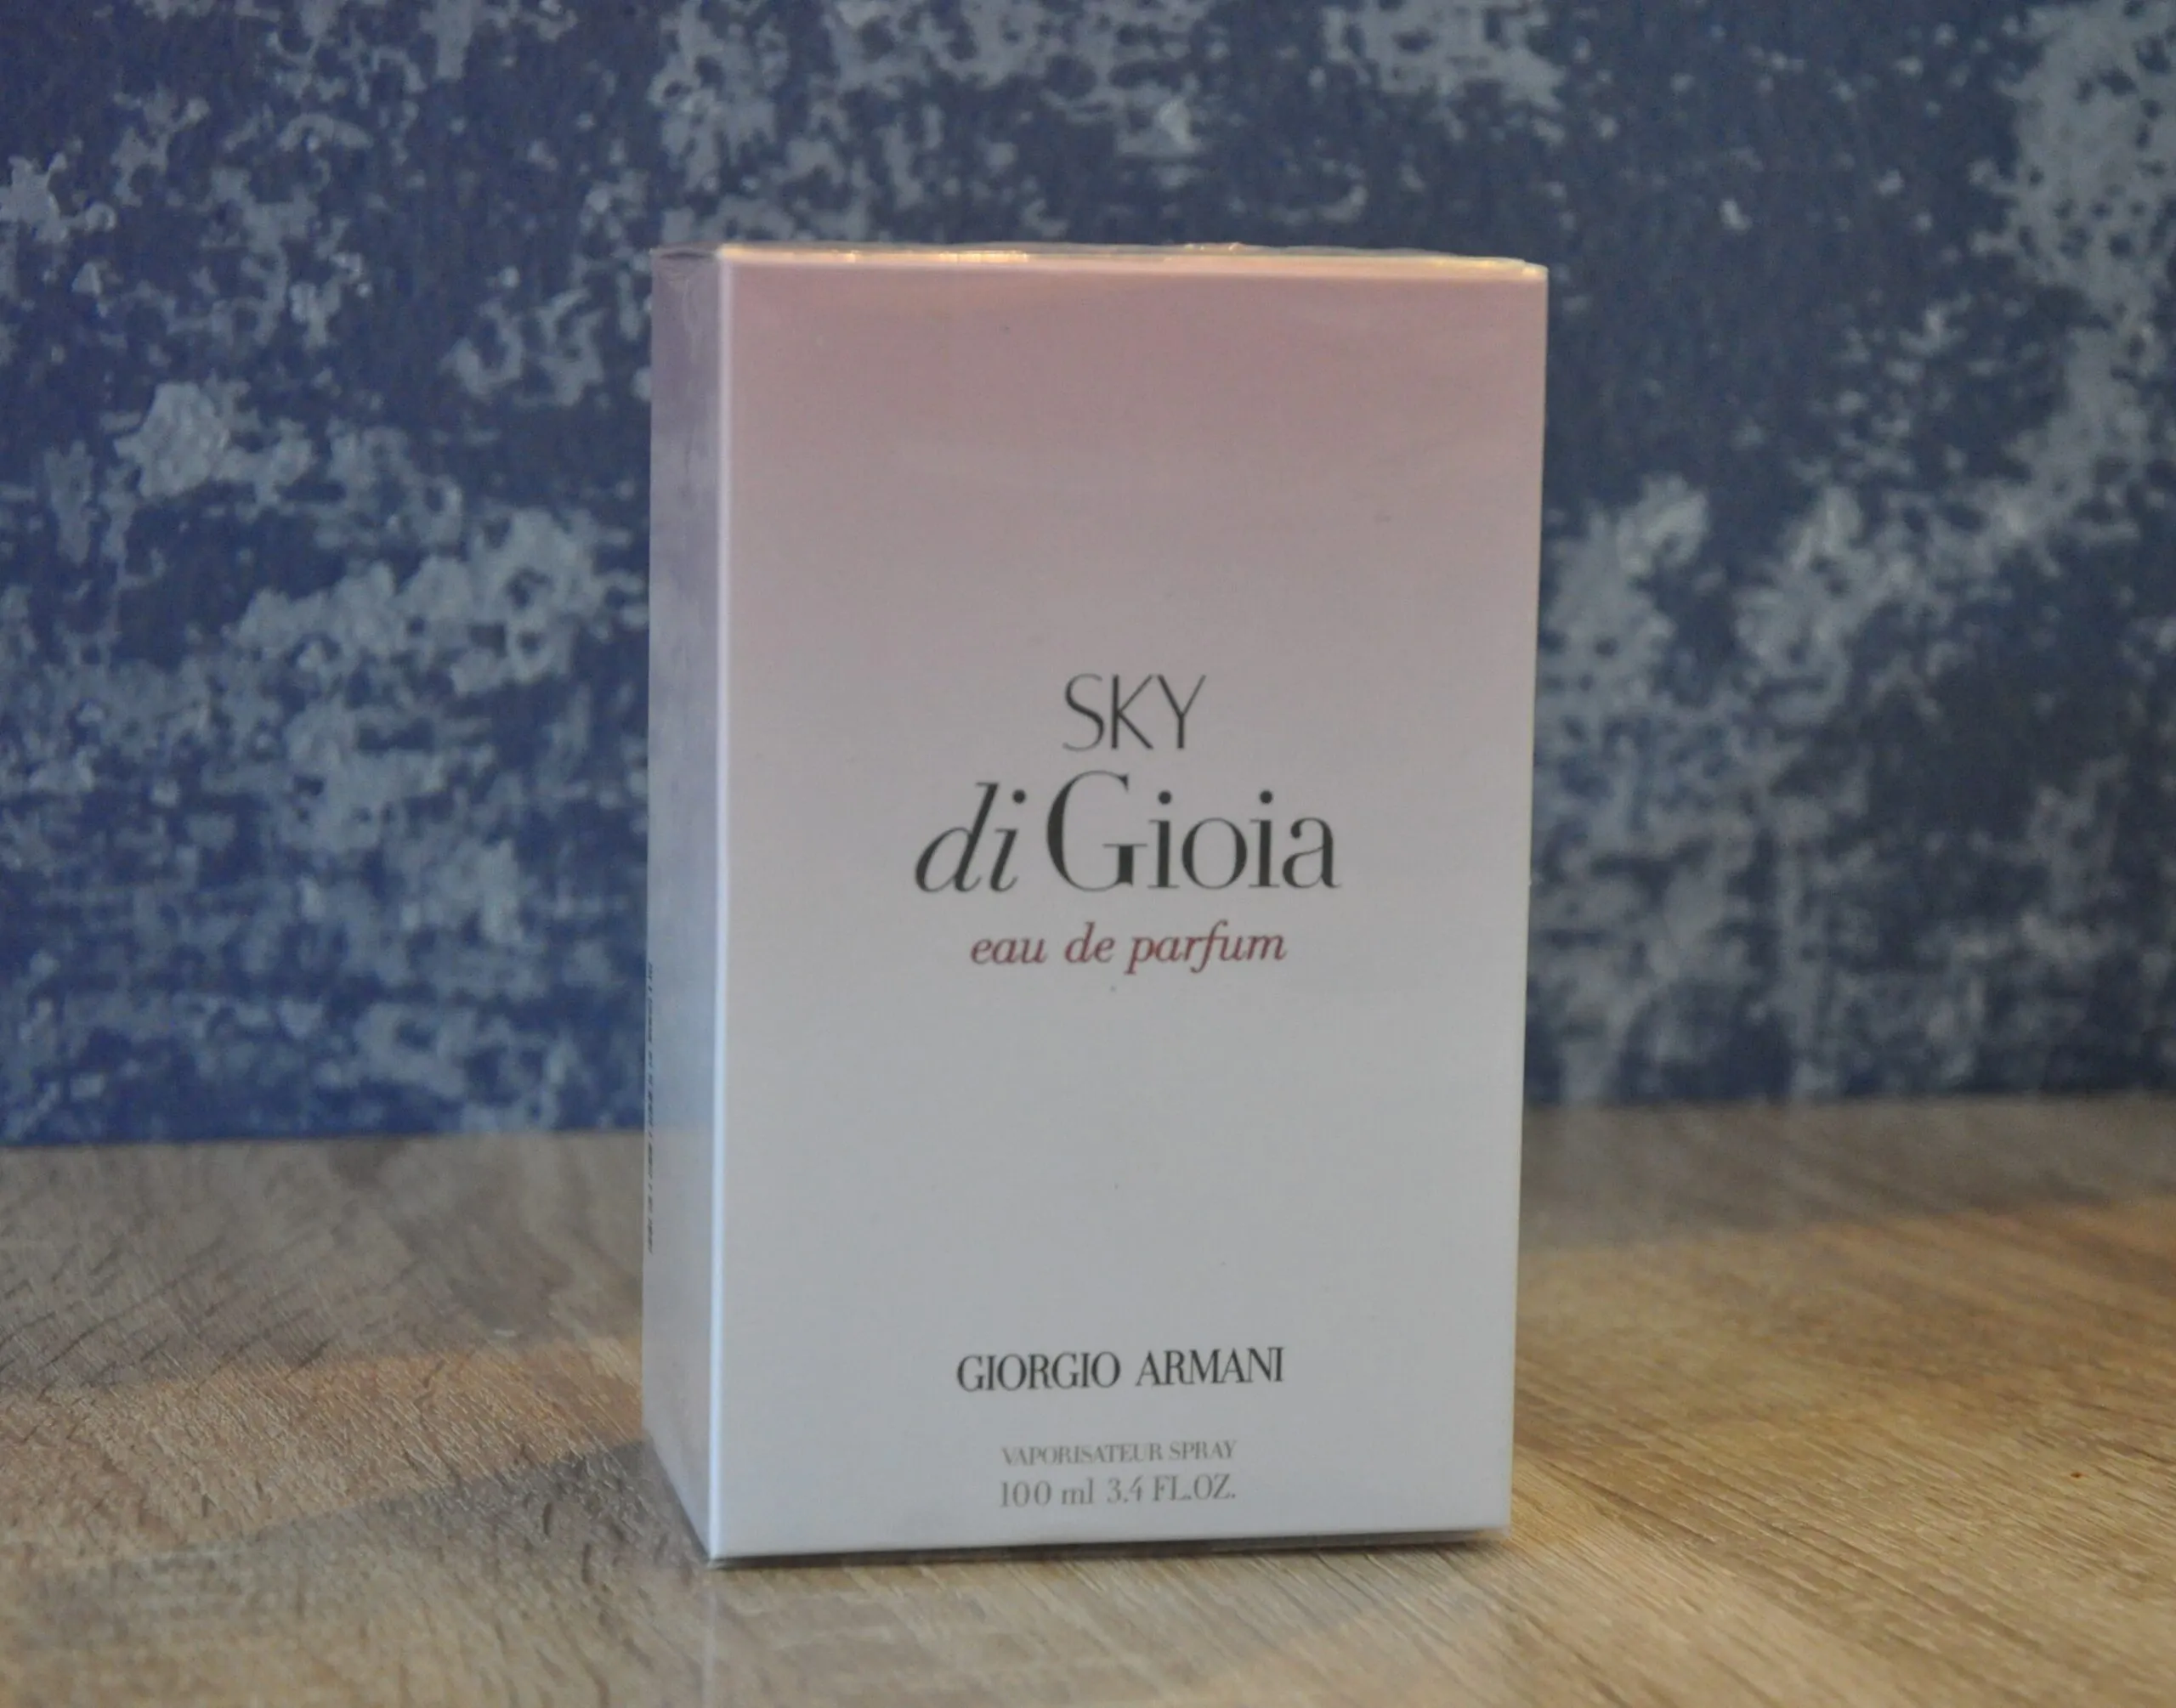 SKY
di Gioia
eau de parfum
GIORGIO ARMANI
VAPORISATEUR SPRAY
100 ml 3.4 FL.OZ.